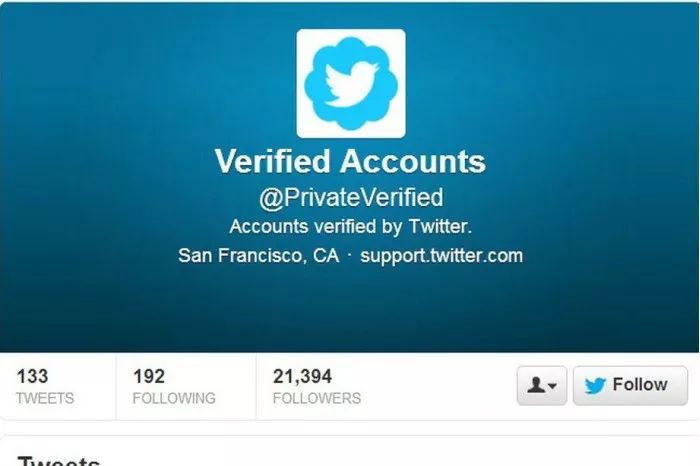 Verified Accounts
@PrivateVerified
Accounts verified by Twitter.
San Francisco, CA · support.twitter.com
133 192 21,394
TWEETS FOLLOWING FOLLOWERS
Follow
Tweets